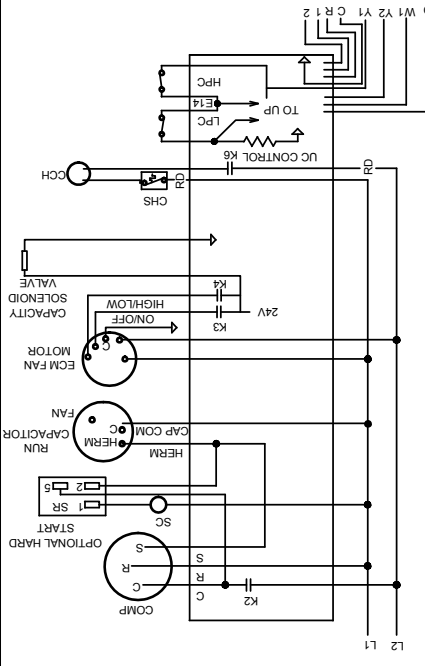 L2 L1
K2
COMP
C
C
R
R
S
S
OPTIONAL HARD
START
SC
1
SR
2
5
HERM
HERM
CAP COM
C
RUN
CAPACITOR
FAN
ECM FAN
MOTOR
C
K3
ON/OFF
24V
HIGH/LOW
K4
CAPACITY
SOLENOID
VALVE
CHS
RD
RD
CCH
K6
UC CONTROL
LPC
TO UP
E14
HPC
W1 Y2 Y1 C R 1 2